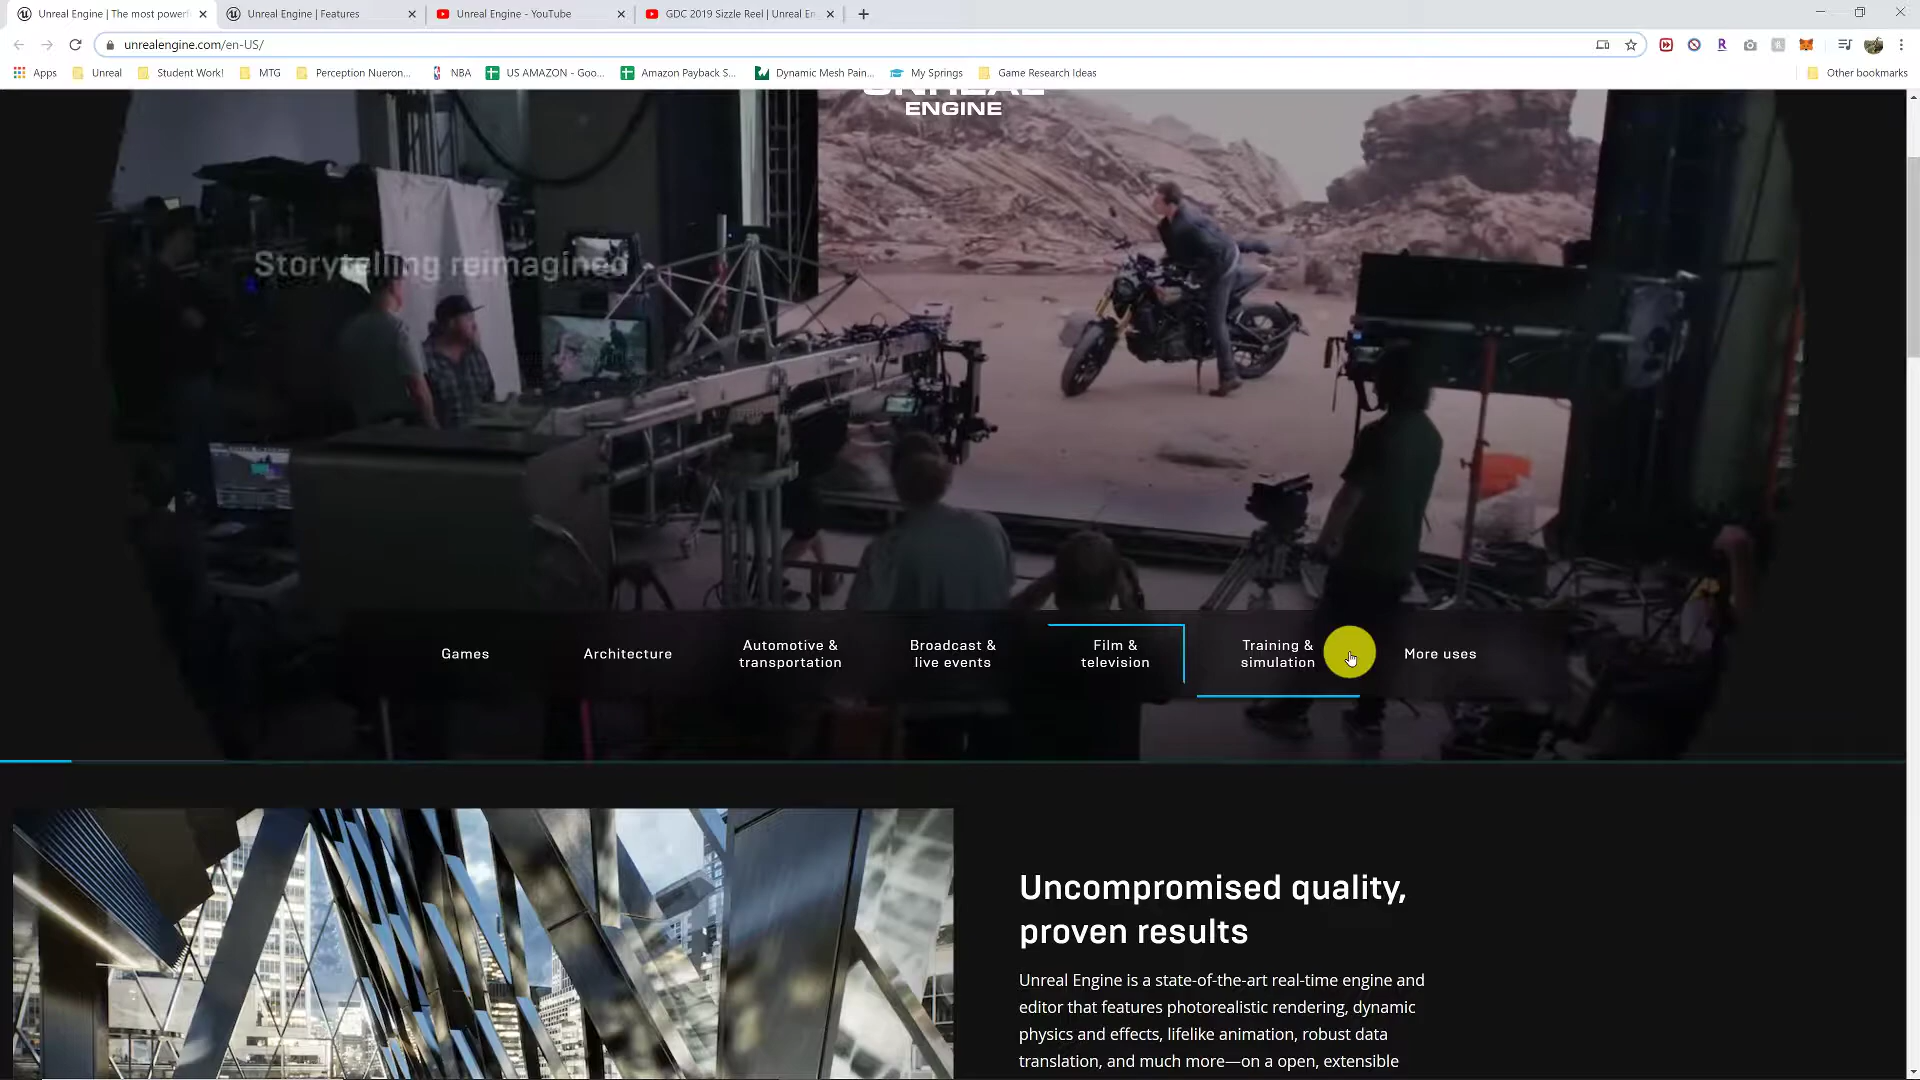 Unreal Engine | The most powerf
Unreal Engine | Features
Unreal Engine - YouTube
GDC 2019 Sizzle Reel | Unreal En
unrealengine.com/en-US/
Apps
Unreal
Student Work!
MTG
Perception Nueron...
NBA
US AMAZON - Goo...
Amazon Payback S...
Dynamic Mesh Pain...
My Springs
Game Research Ideas
Other bookmarks
UNREAL
ENGINE
Storytelling reimagined
Games
Architecture
Automotive &
transportation
Broadcast &
live events
Film &
television
Training &
simulation
More uses
Uncompromised quality,
proven results
Unreal Engine is a state-of-the-art real-time engine and
editor that features photorealistic rendering, dynamic
physics and effects, lifelike animation, robust data
translation, and much more—on a open, extensible